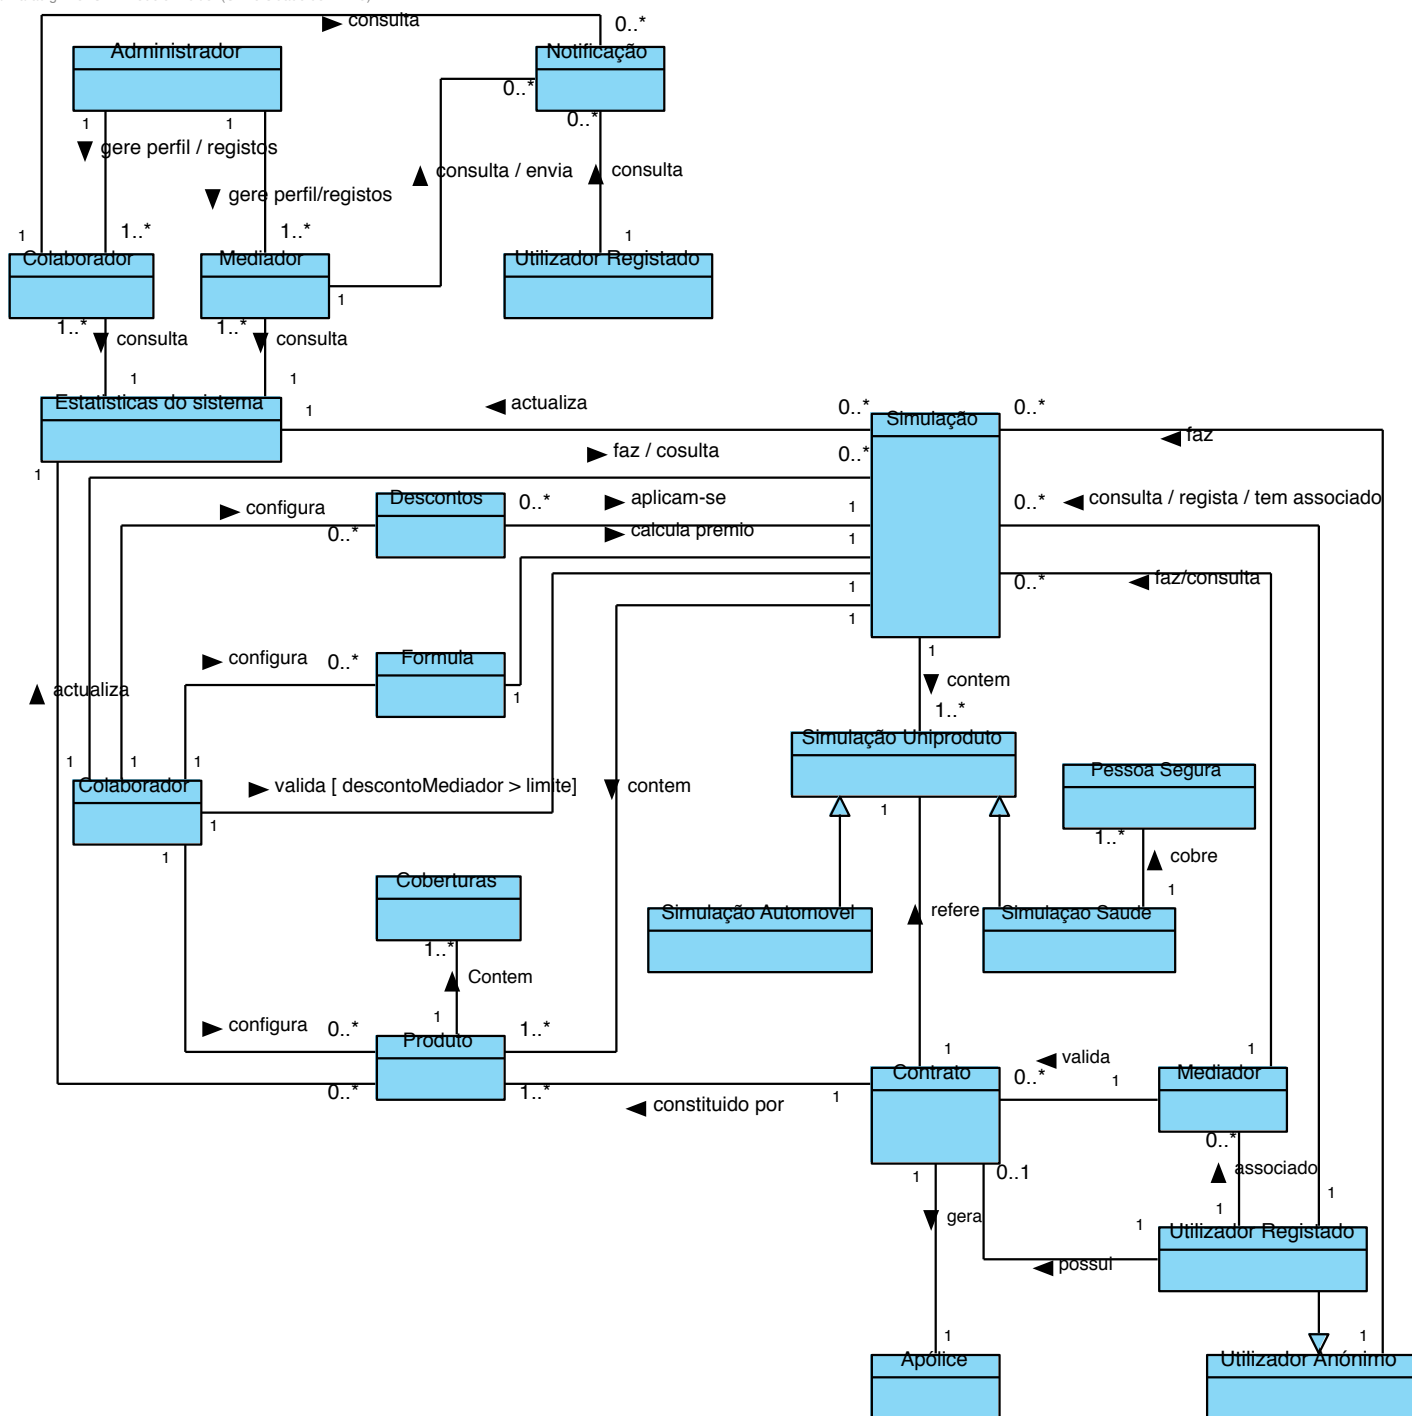 consulta
0..*
Administrador
Notificação
0..*
1
1
0..*
gere perfil / registos
consulta / envia
consulta
gere perfil/registos
1
1..*
1..*
1
Colaborador
Mediador
Utilizador Registado
1
1..*
consulta
1..*
consulta
1
1
Estatísticas do sistema
1
actualiza
0..*
Simulação
0..*
faz
1
faz / cosulta
0..*
configura
Descontos
0..*
aplicam-se
1
0..*
consulta / regista / tem associado
0..*
calcula premio
1
1
0..*
faz/consulta
1
configura
0..*
Formula
1
contem
actualiza
1
1..*
1
1
1
Simulação Uniproduto
Colaborador
valida [ descontoMediador > limite]
contem
Pessoa Segura
1
1
1
1..*
cobre
Coberturas
1
Simulação Automóvel
refere
Simulação Saúde
1..*
Contem
configura
0..*
1
1..*
Produto
1
valida
1
0..*
1..*
constituido por
1
Contrato
0..*
1
Mediador
0..*
1
0..1
associado
gera
1
1
1
Utilizador Registado
possui
1
1
Apólice
Utilizador Anónimo